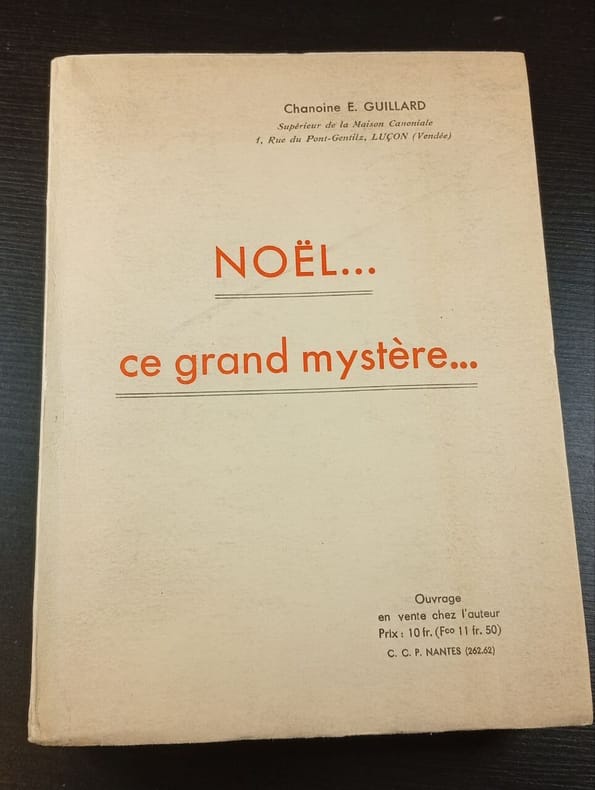 Chanoine E. GUILLARD
Supérieur de la Maison Canoniale
1, Rue du Pont-Gentilz, LUÇON (Vendée)
NOËL...
ce grand mystère...
Ouvrage
en vente chez l'auteur
Prix : 10 fr. (Fco 11 fr. 50)
C. C. P. NANTES (262.62)